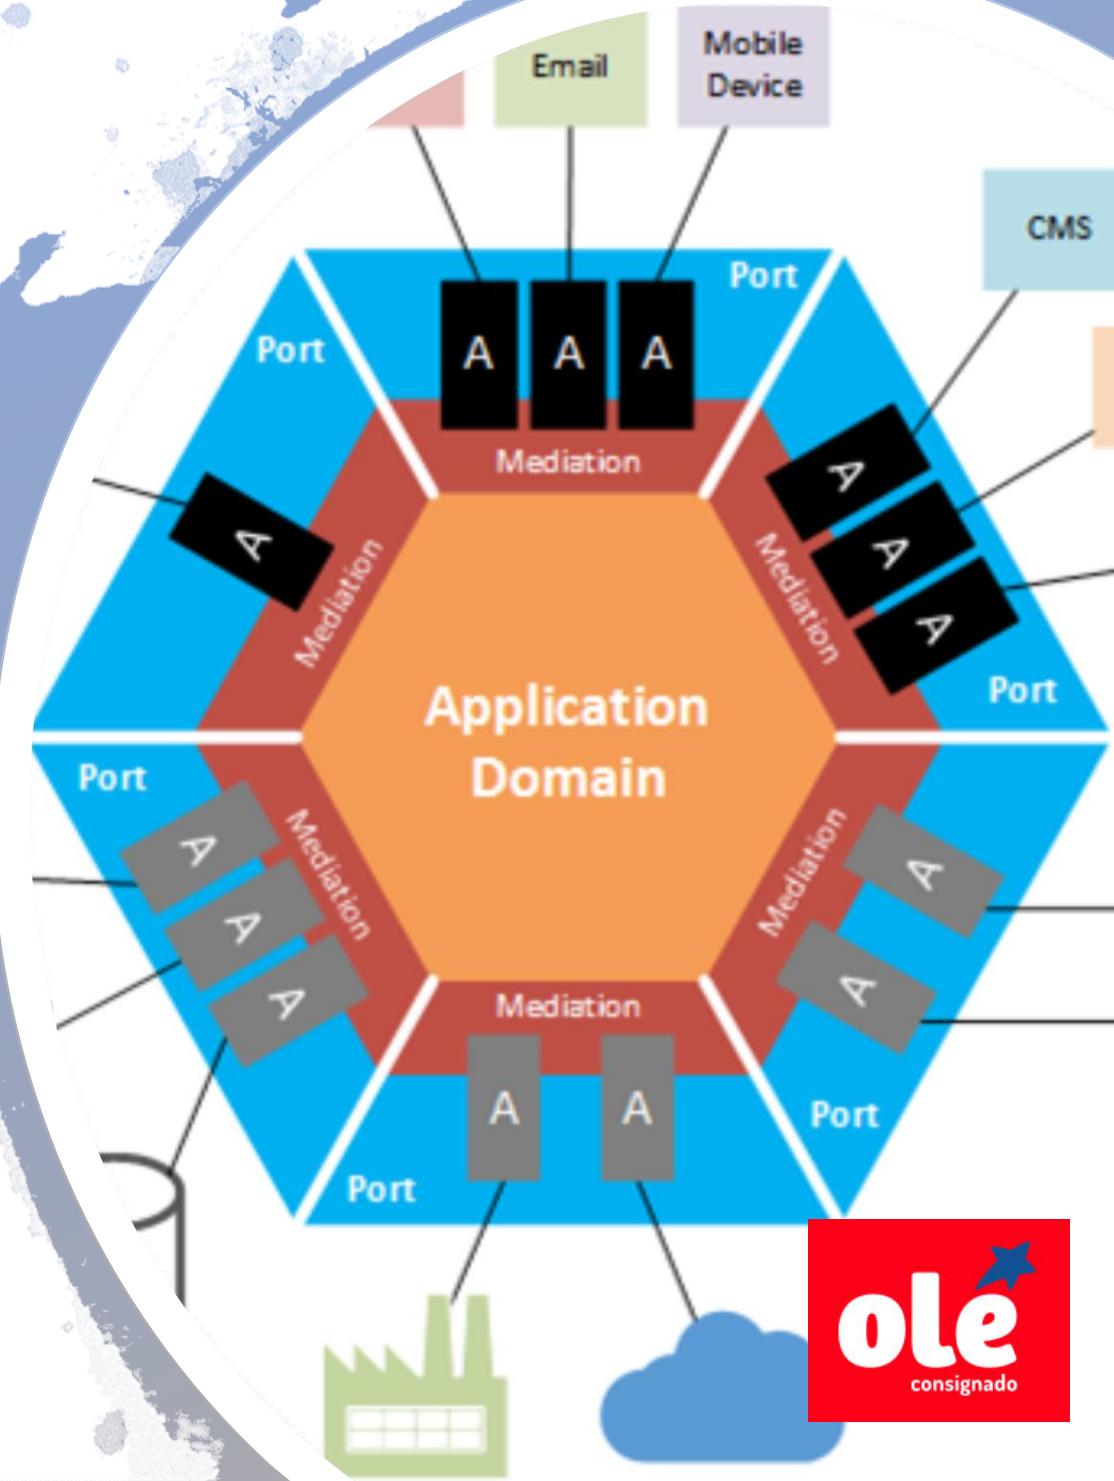 Email
Mobile
Device
CMS
Port
Port
A
A
A
Mediation
A
Mediation
A
A
A
Mediation
Port
Application
Domain
Port
A
A
A
Mediation
A
A
Mediation
Mediation
A
A
Port
Port
olé
consignado